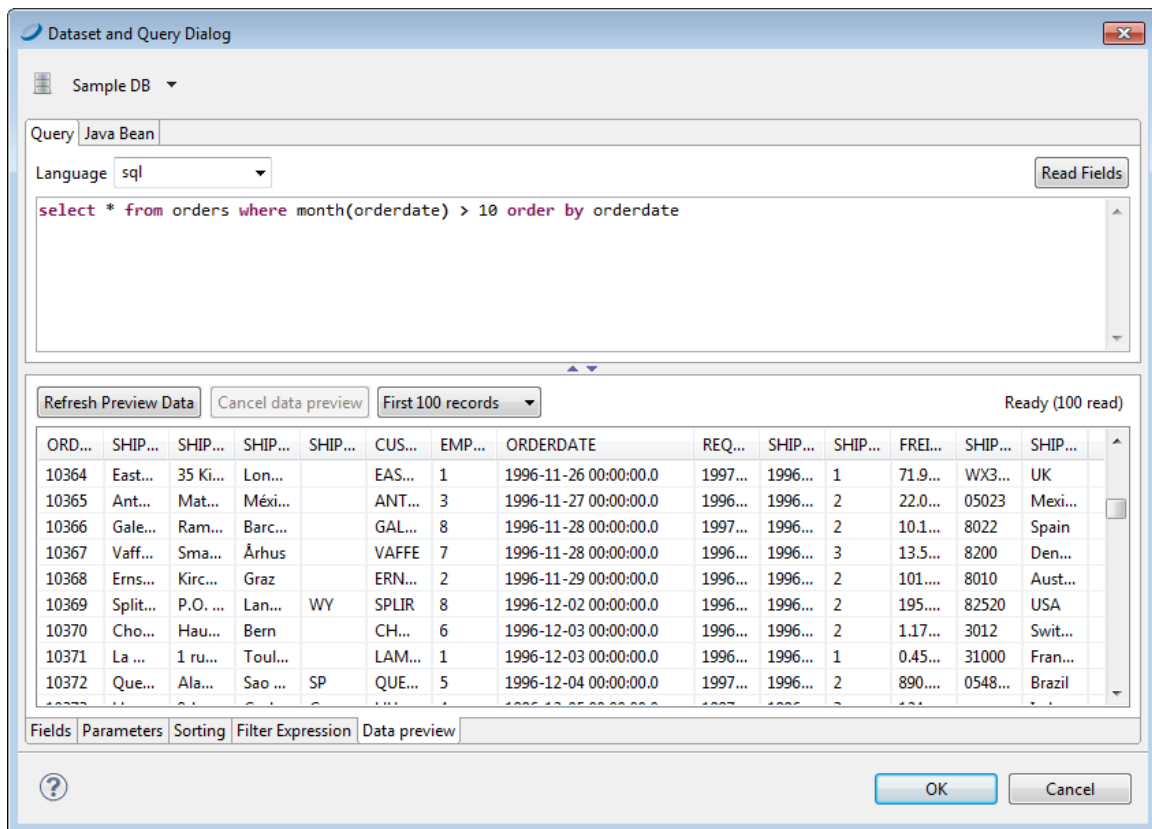 Dataset and Query Dialog
Sample DB
Query Java Bean
Language sql Read Fields
select * from orders where month(orderdate) > 10 order by orderdate
Refresh Preview Data Cancel data preview First 100 records Ready (100 read)
ORD... SHIP... SHIP... SHIP... SHIP... CUS... EMP... ORDERDATE REQ... SHIP... SHIP... FREI... SHIP... SHIP...
10364 East... 35 Ki... Lon... EAS... 1 1996-11-26 00:00:00.0 1997... 1996... 1 71.9... WX3... UK
10365 Ant... Mat... Méxi... ANT... 3 1996-11-27 00:00:00.0 1996... 1996... 2 22.0... 05023 Mexi...
10366 Gale... Ram... Barc... GAL... 8 1996-11-28 00:00:00.0 1997... 1996... 2 10.1... 8022 Spain
10367 Vaff... Sma... Århus VAFFE 7 1996-11-28 00:00:00.0 1996... 1996... 3 13.5... 8200 Den...
10368 Erns... Kirc... Graz ERN... 2 1996-11-29 00:00:00.0 1996... 1996... 2 101.... 8010 Aust...
10369 Split... P.O. ... Lan... WY SPLIR 8 1996-12-02 00:00:00.0 1996... 1996... 2 195.... 82520 USA
10370 Cho... Hau... Bern CH... 6 1996-12-03 00:00:00.0 1996... 1996... 2 1.17... 3012 Swit...
10371 La ... 1 ru... Toul... LAM... 1 1996-12-03 00:00:00.0 1996... 1996... 1 0.45... 31000 Fran...
10372 Que... Ala... Sao ... SP QUE... 5 1996-12-04 00:00:00.0 1997... 1996... 2 890.... 0548... Brazil
Fields Parameters Sorting Filter Expression Data preview
OK Cancel